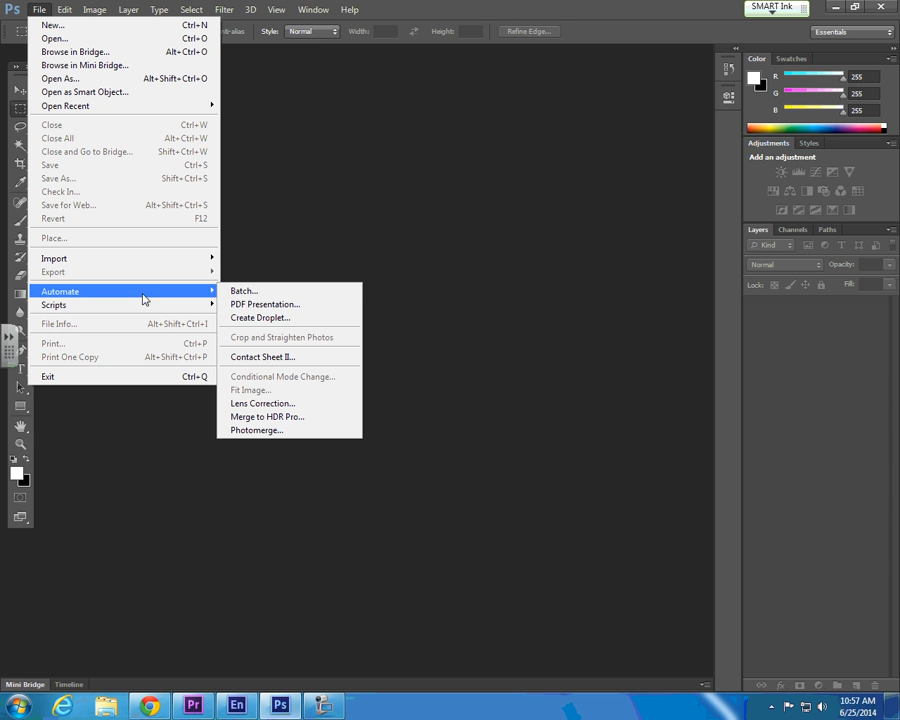 Ps File Edit Image Layer Type Select Filter 3D View Window Help
SMART Ink
Style: Normal Width: Height: Refine Edge... Essentials
New... Ctrl+N
Open... Ctrl+O
Browse in Bridge... Alt+Ctrl+O
Browse in Mini Bridge...
Open As... Alt+Shift+Ctrl+O
Open as Smart Object...
Open Recent
Close Ctrl+W
Close All Alt+Ctrl+W
Close and Go to Bridge... Shift+Ctrl+W
Save Ctrl+S
Save As... Shift+Ctrl+S
Check In...
Save for Web... Alt+Shift+Ctrl+S
Revert F12
Place...
Import
Export
Automate
Scripts
File Info... Alt+Shift+Ctrl+I
Print... Ctrl+P
Print One Copy Alt+Shift+Ctrl+P
Exit Ctrl+Q
Batch...
PDF Presentation...
Create Droplet...
Crop and Straighten Photos
Contact Sheet II...
Conditional Mode Change...
Fit Image...
Lens Correction...
Merge to HDR Pro...
Photomerge...
Color Swatches
R 255
G 255
B 255
Adjustments Styles
Add an adjustment
Layers Channels Paths
Kind
Normal Opacity:
Lock: Fill:
Mini Bridge Timeline
Pr En Ps
10:57 AM
6/25/2014